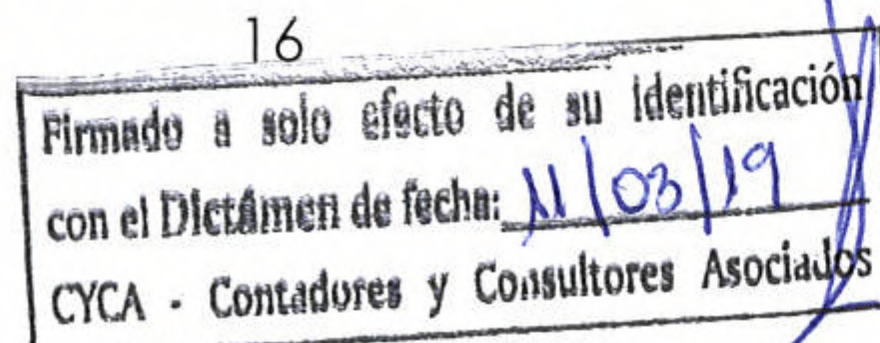 16
Firmado a solo efecto de su identificación
con el Dictámen de fecha: 11/03/19
CYCA - Contadores y Consultores Asociados